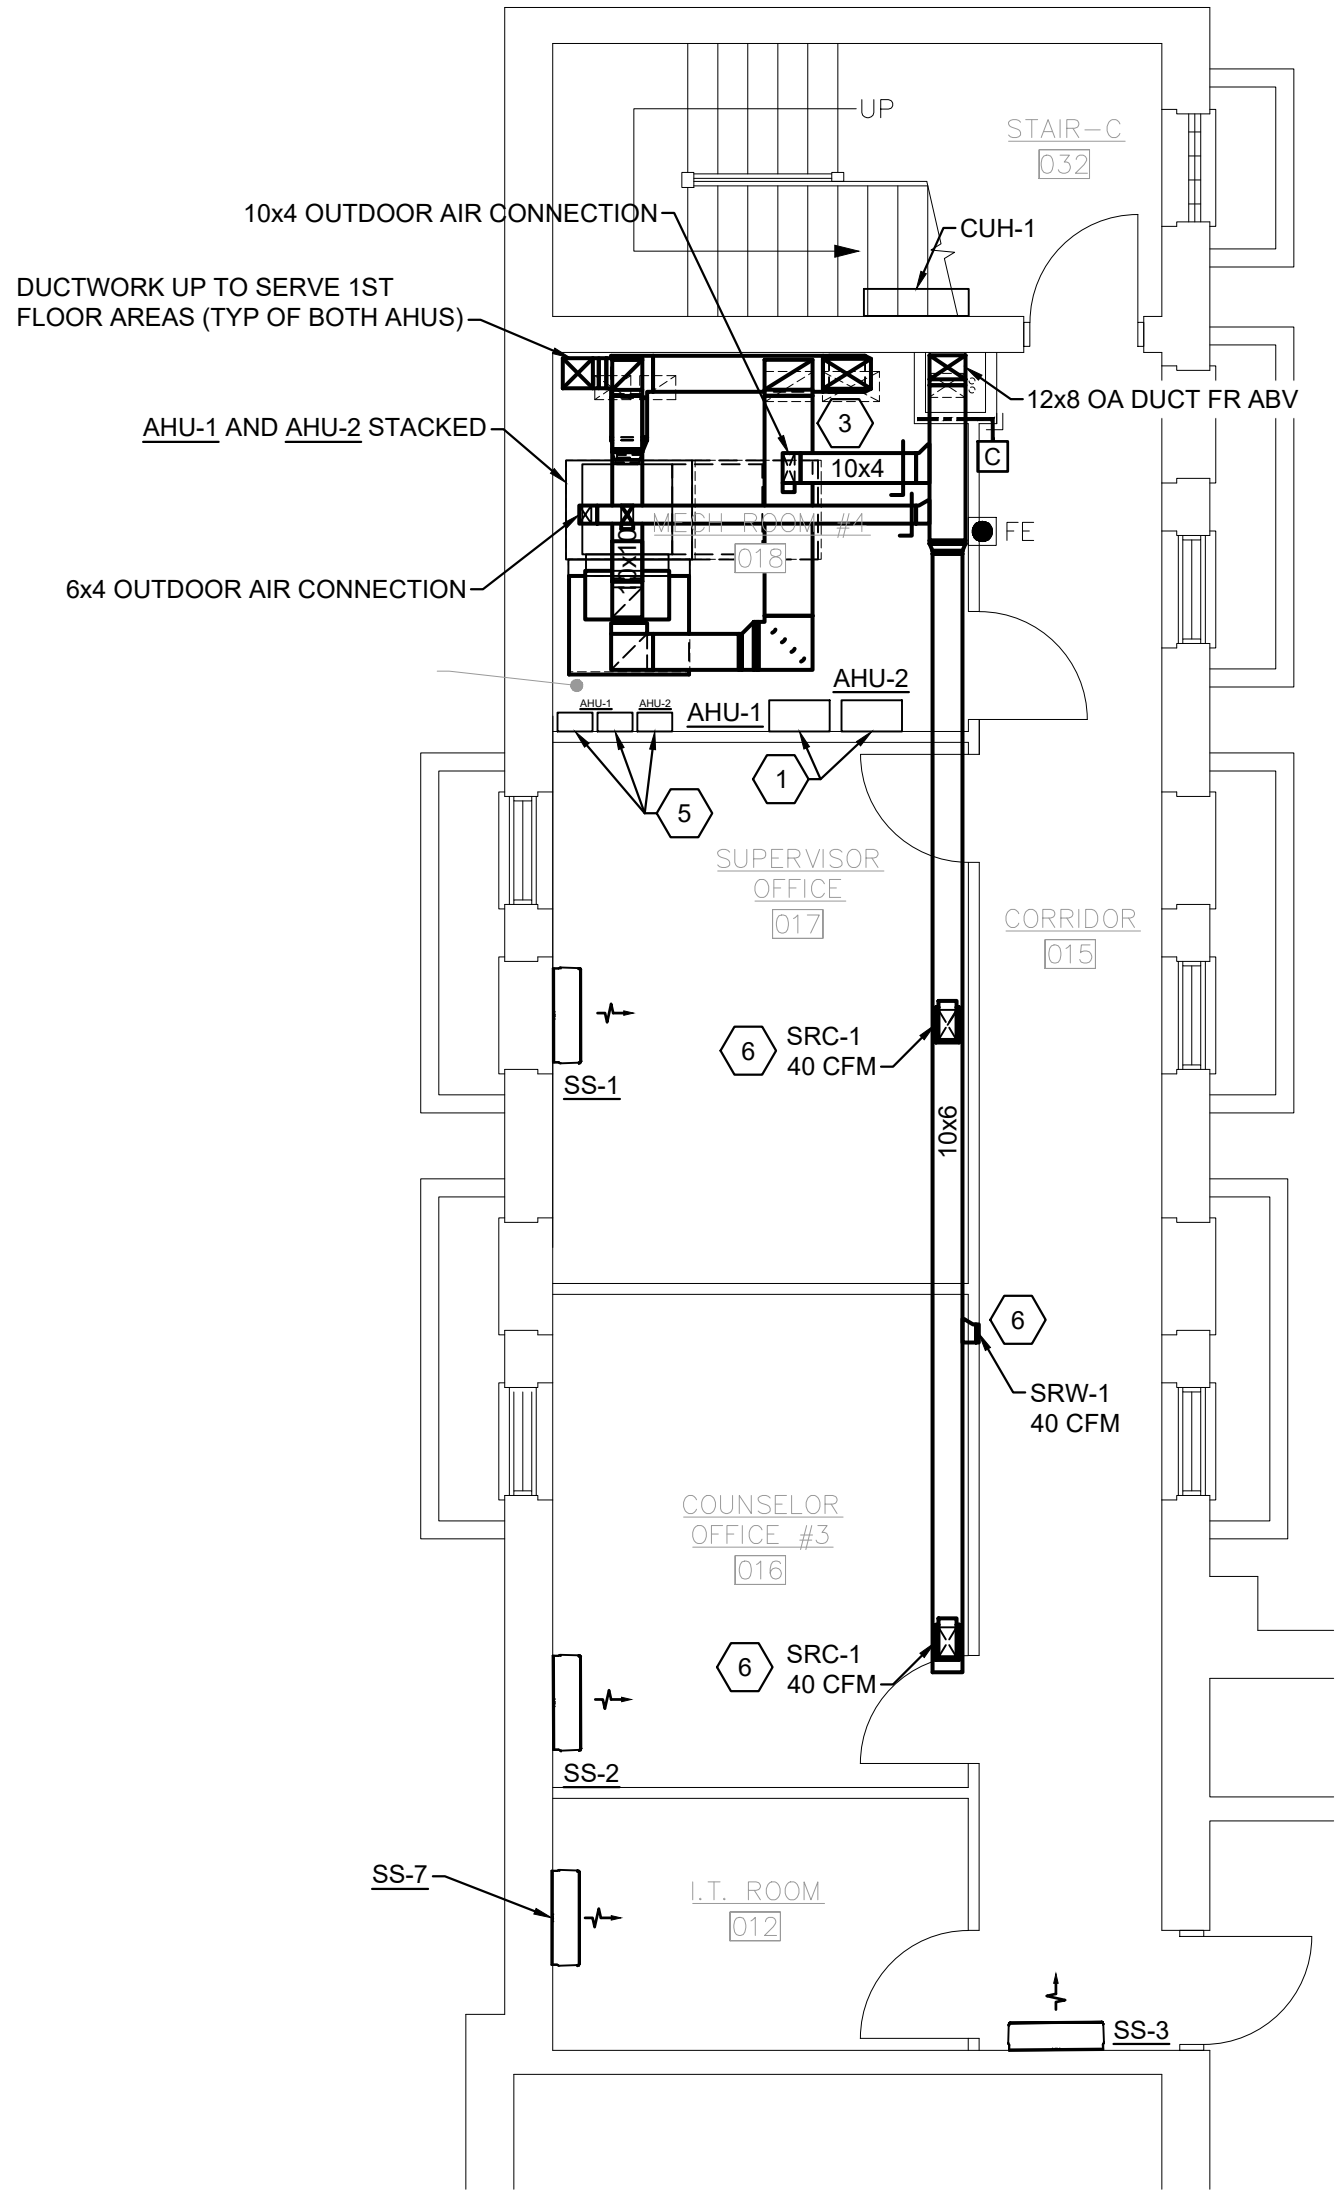 UP
STAIR-C
032
10x4 OUTDOOR AIR CONNECTION
CUH-1
DUCTWORK UP TO SERVE 1ST
FLOOR AREAS (TYP OF BOTH AHUS)
12x8 OA DUCT FR ABV
3
AHU-1 AND AHU-2 STACKED
C
10x4
MECH ROOM #4
018
FE
10x10
6x4 OUTDOOR AIR CONNECTION
AHU-2
AHU-1
AHU-2
AHU-1
1
5
SUPERVISOR
OFFICE
017
CORRIDOR
015
6
SRC-1
40 CFM
SS-1
10x6
6
SRW-1
40 CFM
COUNSELOR
OFFICE #3
016
6
SRC-1
40 CFM
SS-2
SS-7
I.T. ROOM
012
SS-3